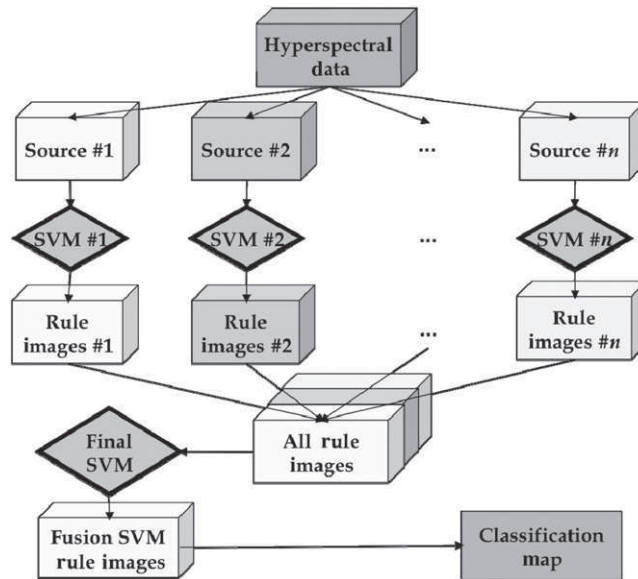 Hyperspectral
data
Source #1
Source #2
...
Source #n
SVM #1
SVM #2
...
SVM #n
Rule
images #1
Rule
images #2
...
Rule
images #n
All rule
images
Final
SVM
Fusion SVM
rule images
Classification
map